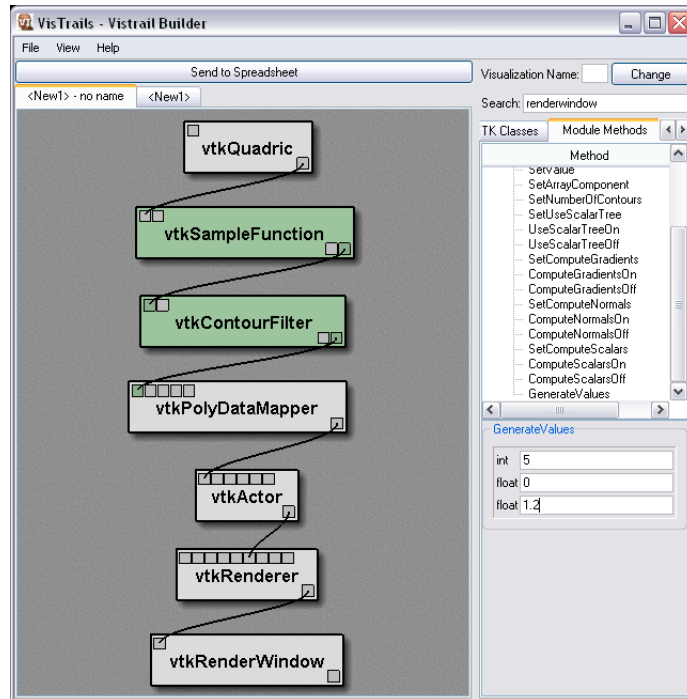 VisTrails - Vistrail Builder
File View Help
Send to Spreadsheet
<New1> - no name <New1>
vtkQuadric
vtkSampleFunction
vtkContourFilter
vtkPolyDataMapper
vtkActor
vtkRenderer
vtkRenderWindow
Visualization Name: Change
Search: renderwindow
TK Classes Module Methods
Method
SetValue
SetArrayComponent
SetNumberOfContours
SetUseScalarTree
UseScalarTreeOn
UseScalarTreeOff
SetComputeGradients
ComputeGradientsOn
ComputeGradientsOff
SetComputeNormals
ComputeNormalsOn
ComputeNormalsOff
SetComputeScalars
ComputeScalarsOn
ComputeScalarsOff
GenerateValues
GenerateValues
int 5
float 0
float 1.2